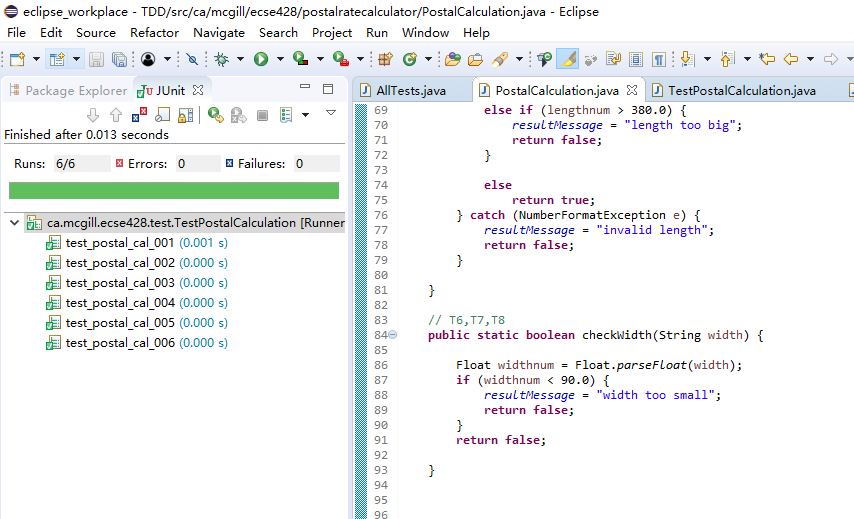 eclipse_workplace - TDD/src/ca/mcgill/ecse428/postalratecalculator/PostalCalculation.java - Eclipse
File Edit Source Refactor Navigate Search Project Run Window Help
Package Explorer JUnit
Finished after 0.013 seconds
Runs: 6/6 Errors: 0 Failures: 0
ca.mcgill.ecse428.test.TestPostalCalculation [Runner
test_postal_cal_001 (0.001 s)
test_postal_cal_002 (0.000 s)
test_postal_cal_003 (0.000 s)
test_postal_cal_004 (0.000 s)
test_postal_cal_005 (0.000 s)
test_postal_cal_006 (0.000 s)
AllTests.java PostalCalculation.java TestPostalCalculation.java
69 else if (lengthnum > 380.0) {
70 resultMessage = "length too big";
71 return false;
72 }
73
74 else
75 return true;
76 } catch (NumberFormatException e) {
77 resultMessage = "invalid length";
78 return false;
79 }
80
81 }
82
83 // T6,T7,T8
84 public static boolean checkWidth(String width) {
85
86 Float widthnum = Float.parseFloat(width);
87 if (widthnum < 90.0) {
88 resultMessage = "width too small";
89 return false;
90 }
91 return false;
92
93 }
94
95
96